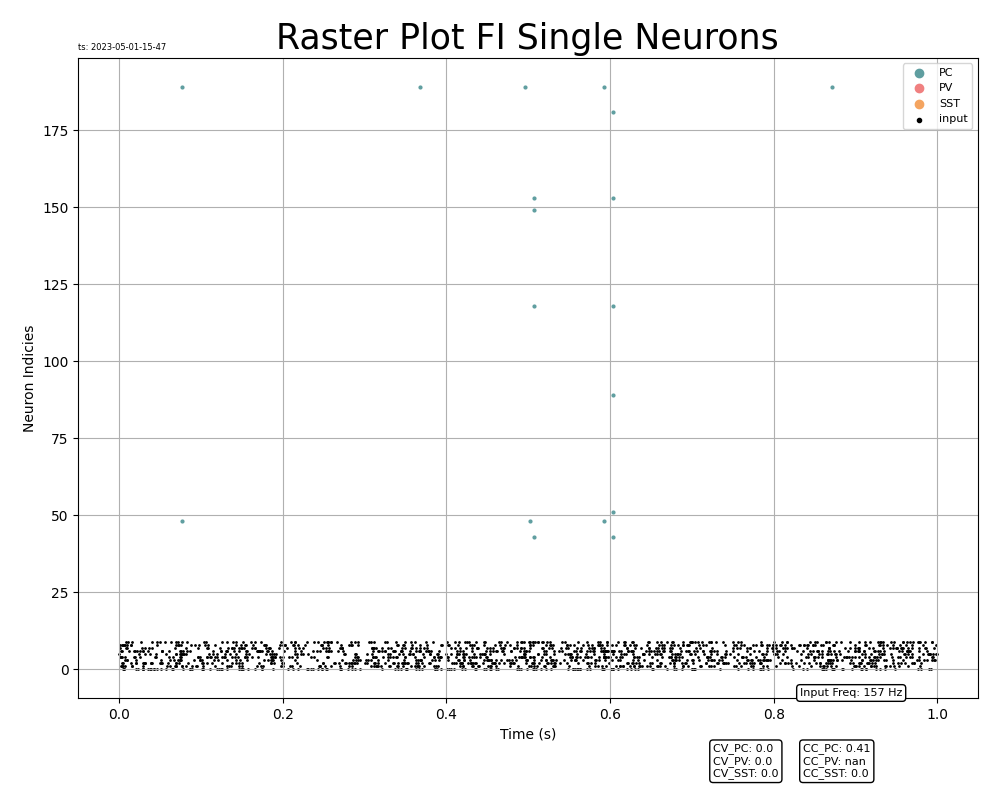 Raster Plot FI Single Neurons
ts: 2023-05-01-15-47
PC
PV
SST
input
175
150
125
100
75
50
25
0
Neuron Indicies
Input Freq: 157 Hz
0.0 0.2 0.4 0.6 0.8 1.0
Time (s)
CV_PC: 0.0
CV_PV: 0.0
CV_SST: 0.0
CC_PC: 0.41
CC_PV: nan
CC_SST: 0.0